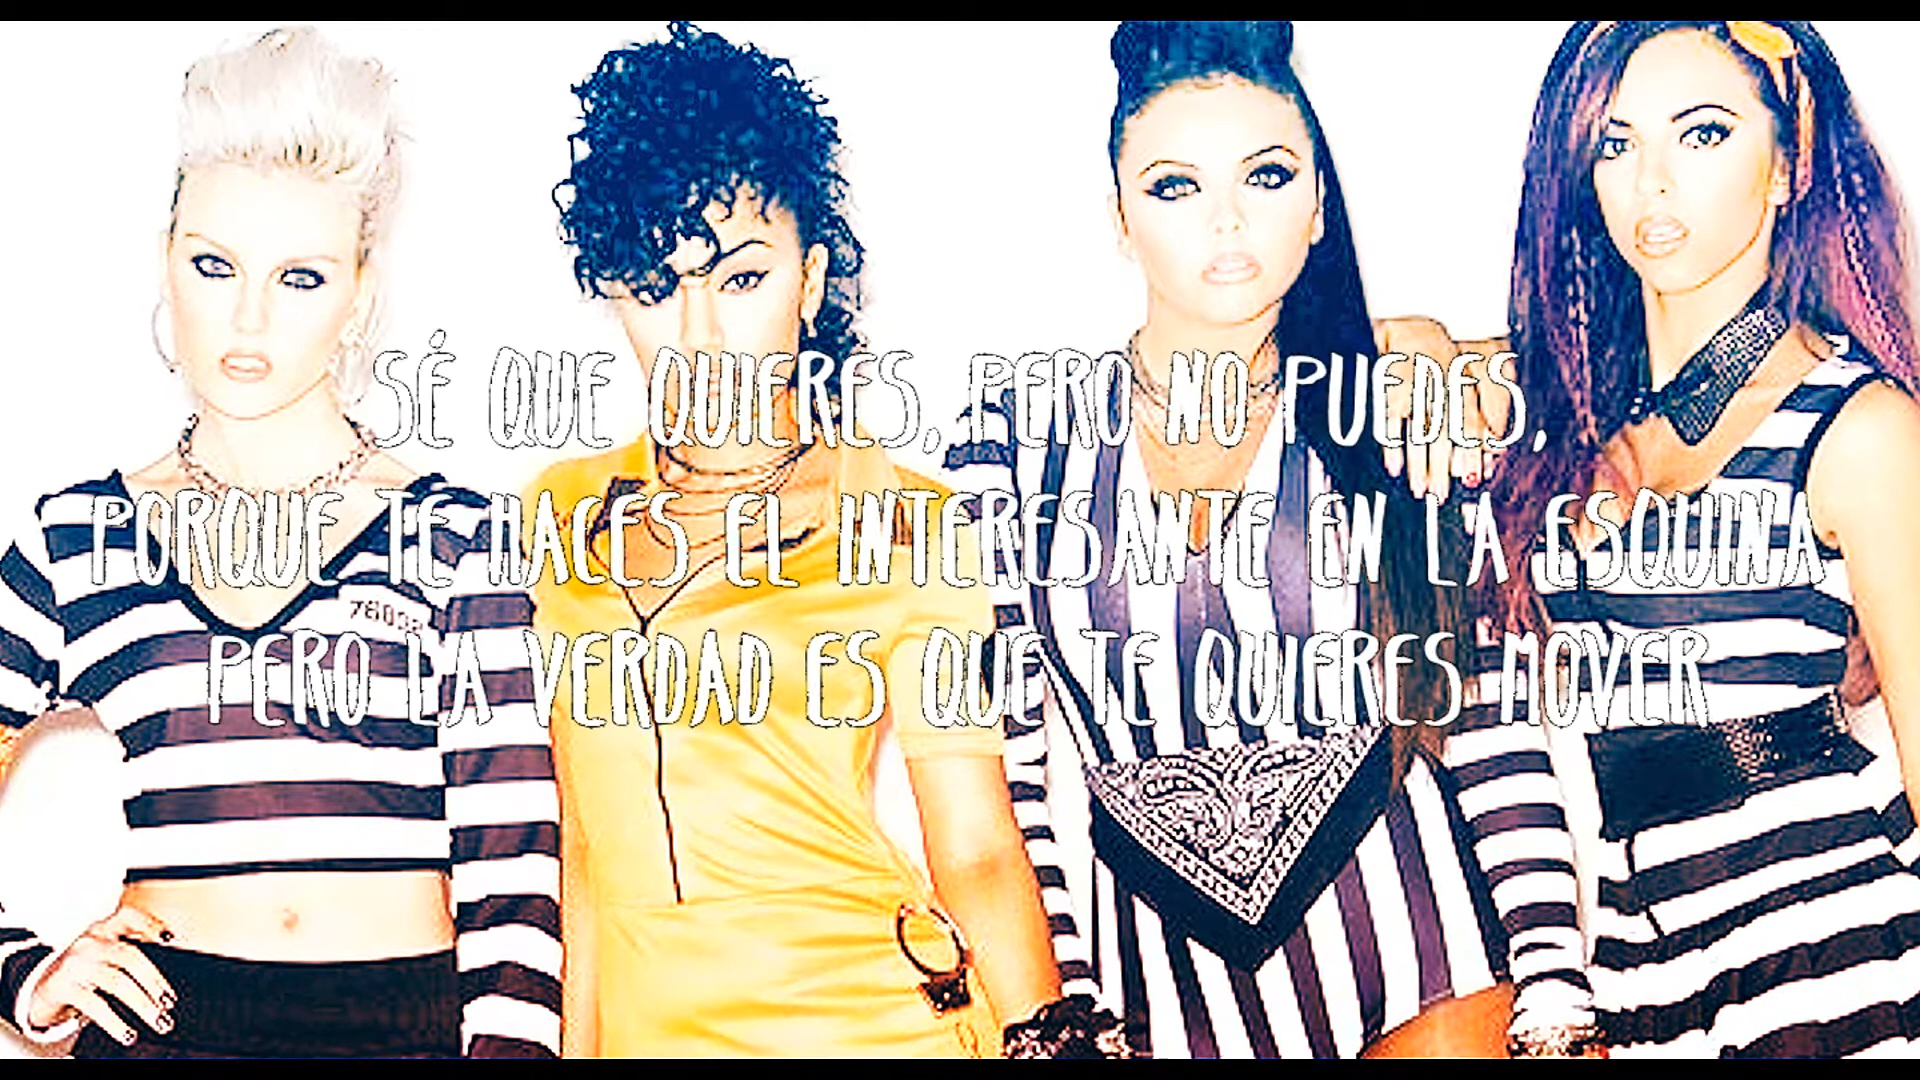 SÉ QUE QUIERES, PERO NO PUEDES,
PORQUE TE HACES EL INTERESANTE EN LA ESQUINA
PERO LA VERDAD ES QUE TE QUIERES MOVER